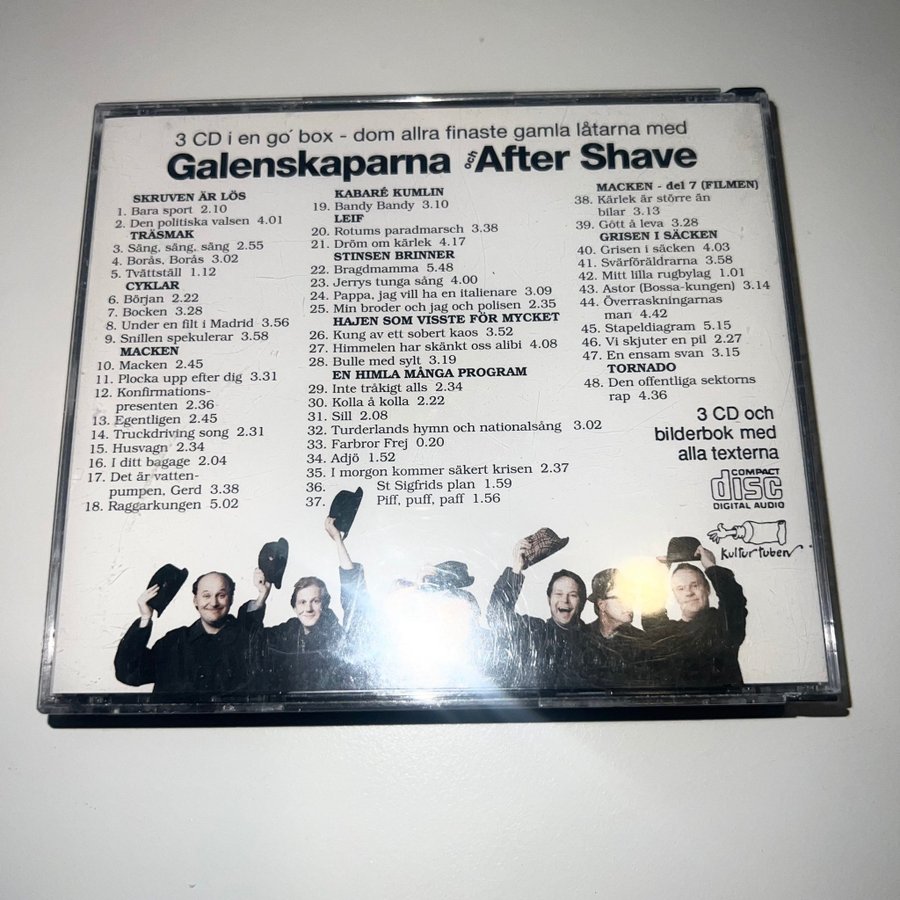 3 CD i en go´ box - dom allra finaste gamla låtarna med
Galenskaparna och After Shave
SKRUVEN ÄR LÖS
1. Bara sport 2.10
2. Den politiska valsen 4.01
TRÄSMAK
3. Sång, sång, sång 2.55
4. Borås, Borås 3.02
5. Tvättställ 1.12
CYKLAR
6. Början 2.22
7. Bocken 3.28
8. Under en filt i Madrid 3.56
9. Snillen spekulerar 3.58
MACKEN
10. Macken 2.45
11. Plocka upp efter dig 3.31
12. Konfirmations-
presenten 2.36
13. Egentligen 2.45
14. Truckdriving song 2.31
15. Husvagn 2.34
16. I ditt bagage 2.04
17. Det är vatten-
pumpen, Gerd 3.38
18. Raggarkungen 5.02
KABARÉ KUMLIN
19. Bandy Bandy 3.10
LEIF
20. Rotums paradmarsch 3.38
21. Dröm om kärlek 4.17
STINSEN BRINNER
22. Bragdmamma 5.48
23. Jerrys tunga sång 4.00
24. Pappa, jag vill ha en italienare 3.09
25. Min broder och jag och polisen 2.35
HAJEN SOM VISSTE FÖR MYCKET
26. Kung av ett sobert kaos 3.52
27. Himmelen har skänkt oss alibi 4.08
28. Bulle med sylt 3.19
EN HIMLA MÅNGA PROGRAM
29. Inte tråkigt alls 2.34
30. Kolla å kolla 2.22
31. Sill 2.08
32. Turderlands hymn och nationalsång 3.02
33. Farbror Frej 0.20
34. Adjö 1.52
35. I morgon kommer säkert krisen 2.37
36. St Sigfrids plan 1.59
37. Piff, puff, paff 1.56
MACKEN - del 7 (FILMEN)
38. Kärlek är större än
bilar 3.13
39. Gött å leva 3.28
GRISEN I SÄCKEN
40. Grisen i säcken 4.03
41. Svärföräldrarna 3.58
42. Mitt lilla rugbylag 1.01
43. Astor (Bossa-kungen) 3.14
44. Överraskningarnas
man 4.42
45. Stapeldiagram 5.15
46. Vi skjuter en pil 2.27
47. En ensam svan 3.15
TORNADO
48. Den offentliga sektorns
rap 4.36
3 CD och
bilderbok med
alla texterna
COMPACT
disc
DIGITAL AUDIO
Kulturtuben